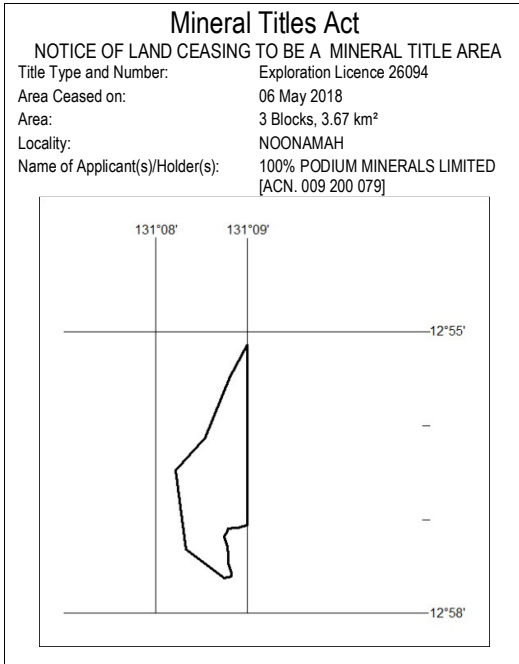 Mineral Titles Act
NOTICE OF LAND CEASING TO BE A MINERAL TITLE AREA
Title Type and Number: Exploration Licence 26094
Area Ceased on: 06 May 2018
Area: 3 Blocks, 3.67 km²
Locality: NOONAMAH
Name of Applicant(s)/Holder(s): 100% PODIUM MINERALS LIMITED
[ACN. 009 200 079]
131°08' 131°09'
12°55'
12°58'